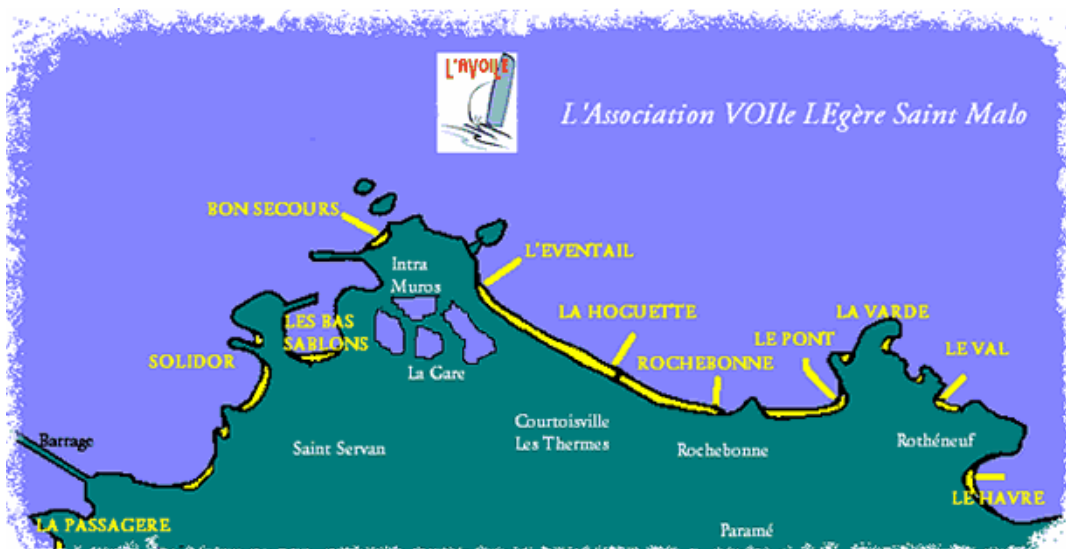 L'AVOILE
L'Association VOIle LEgère Saint Malo
BON SECOURS
L'EVENTAIL
Intra
Muros
LA HOGUETTE
LA VARDE
LES BAS
SABLONS
LE PONT
LE VAL
SOLIDOR
ROCHEBONNE
La Gare
Courtoisville
Les Thermes
Barrage
Saint Servan
Rochebonne
Rothéneuf
LE HAVRE
LA PASSAGERE
Paramé